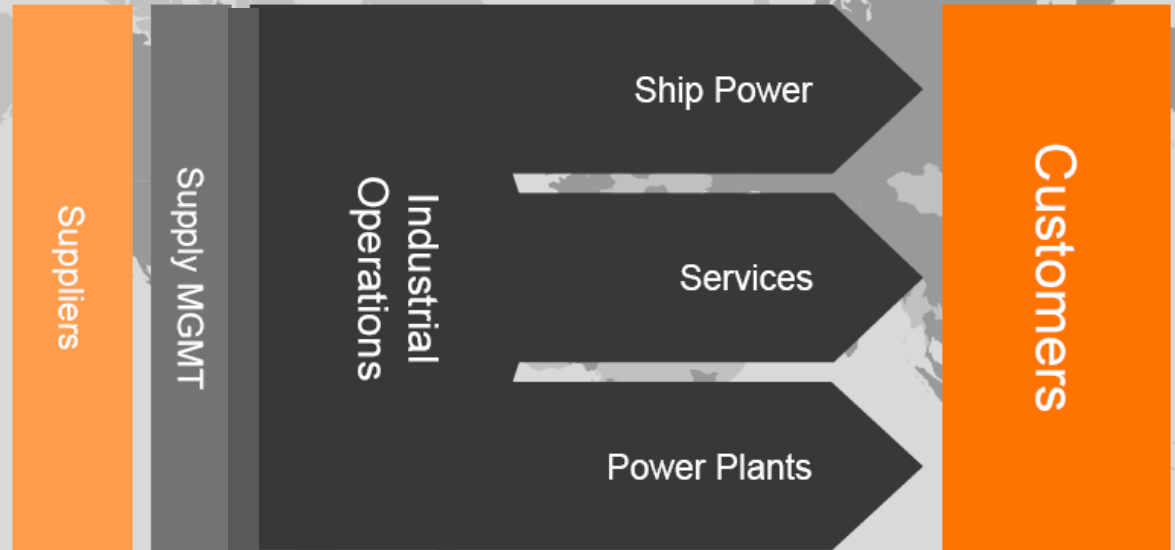 Suppliers
Supply MGMT
Industrial
Operations
Ship Power
Services
Power Plants
Customers